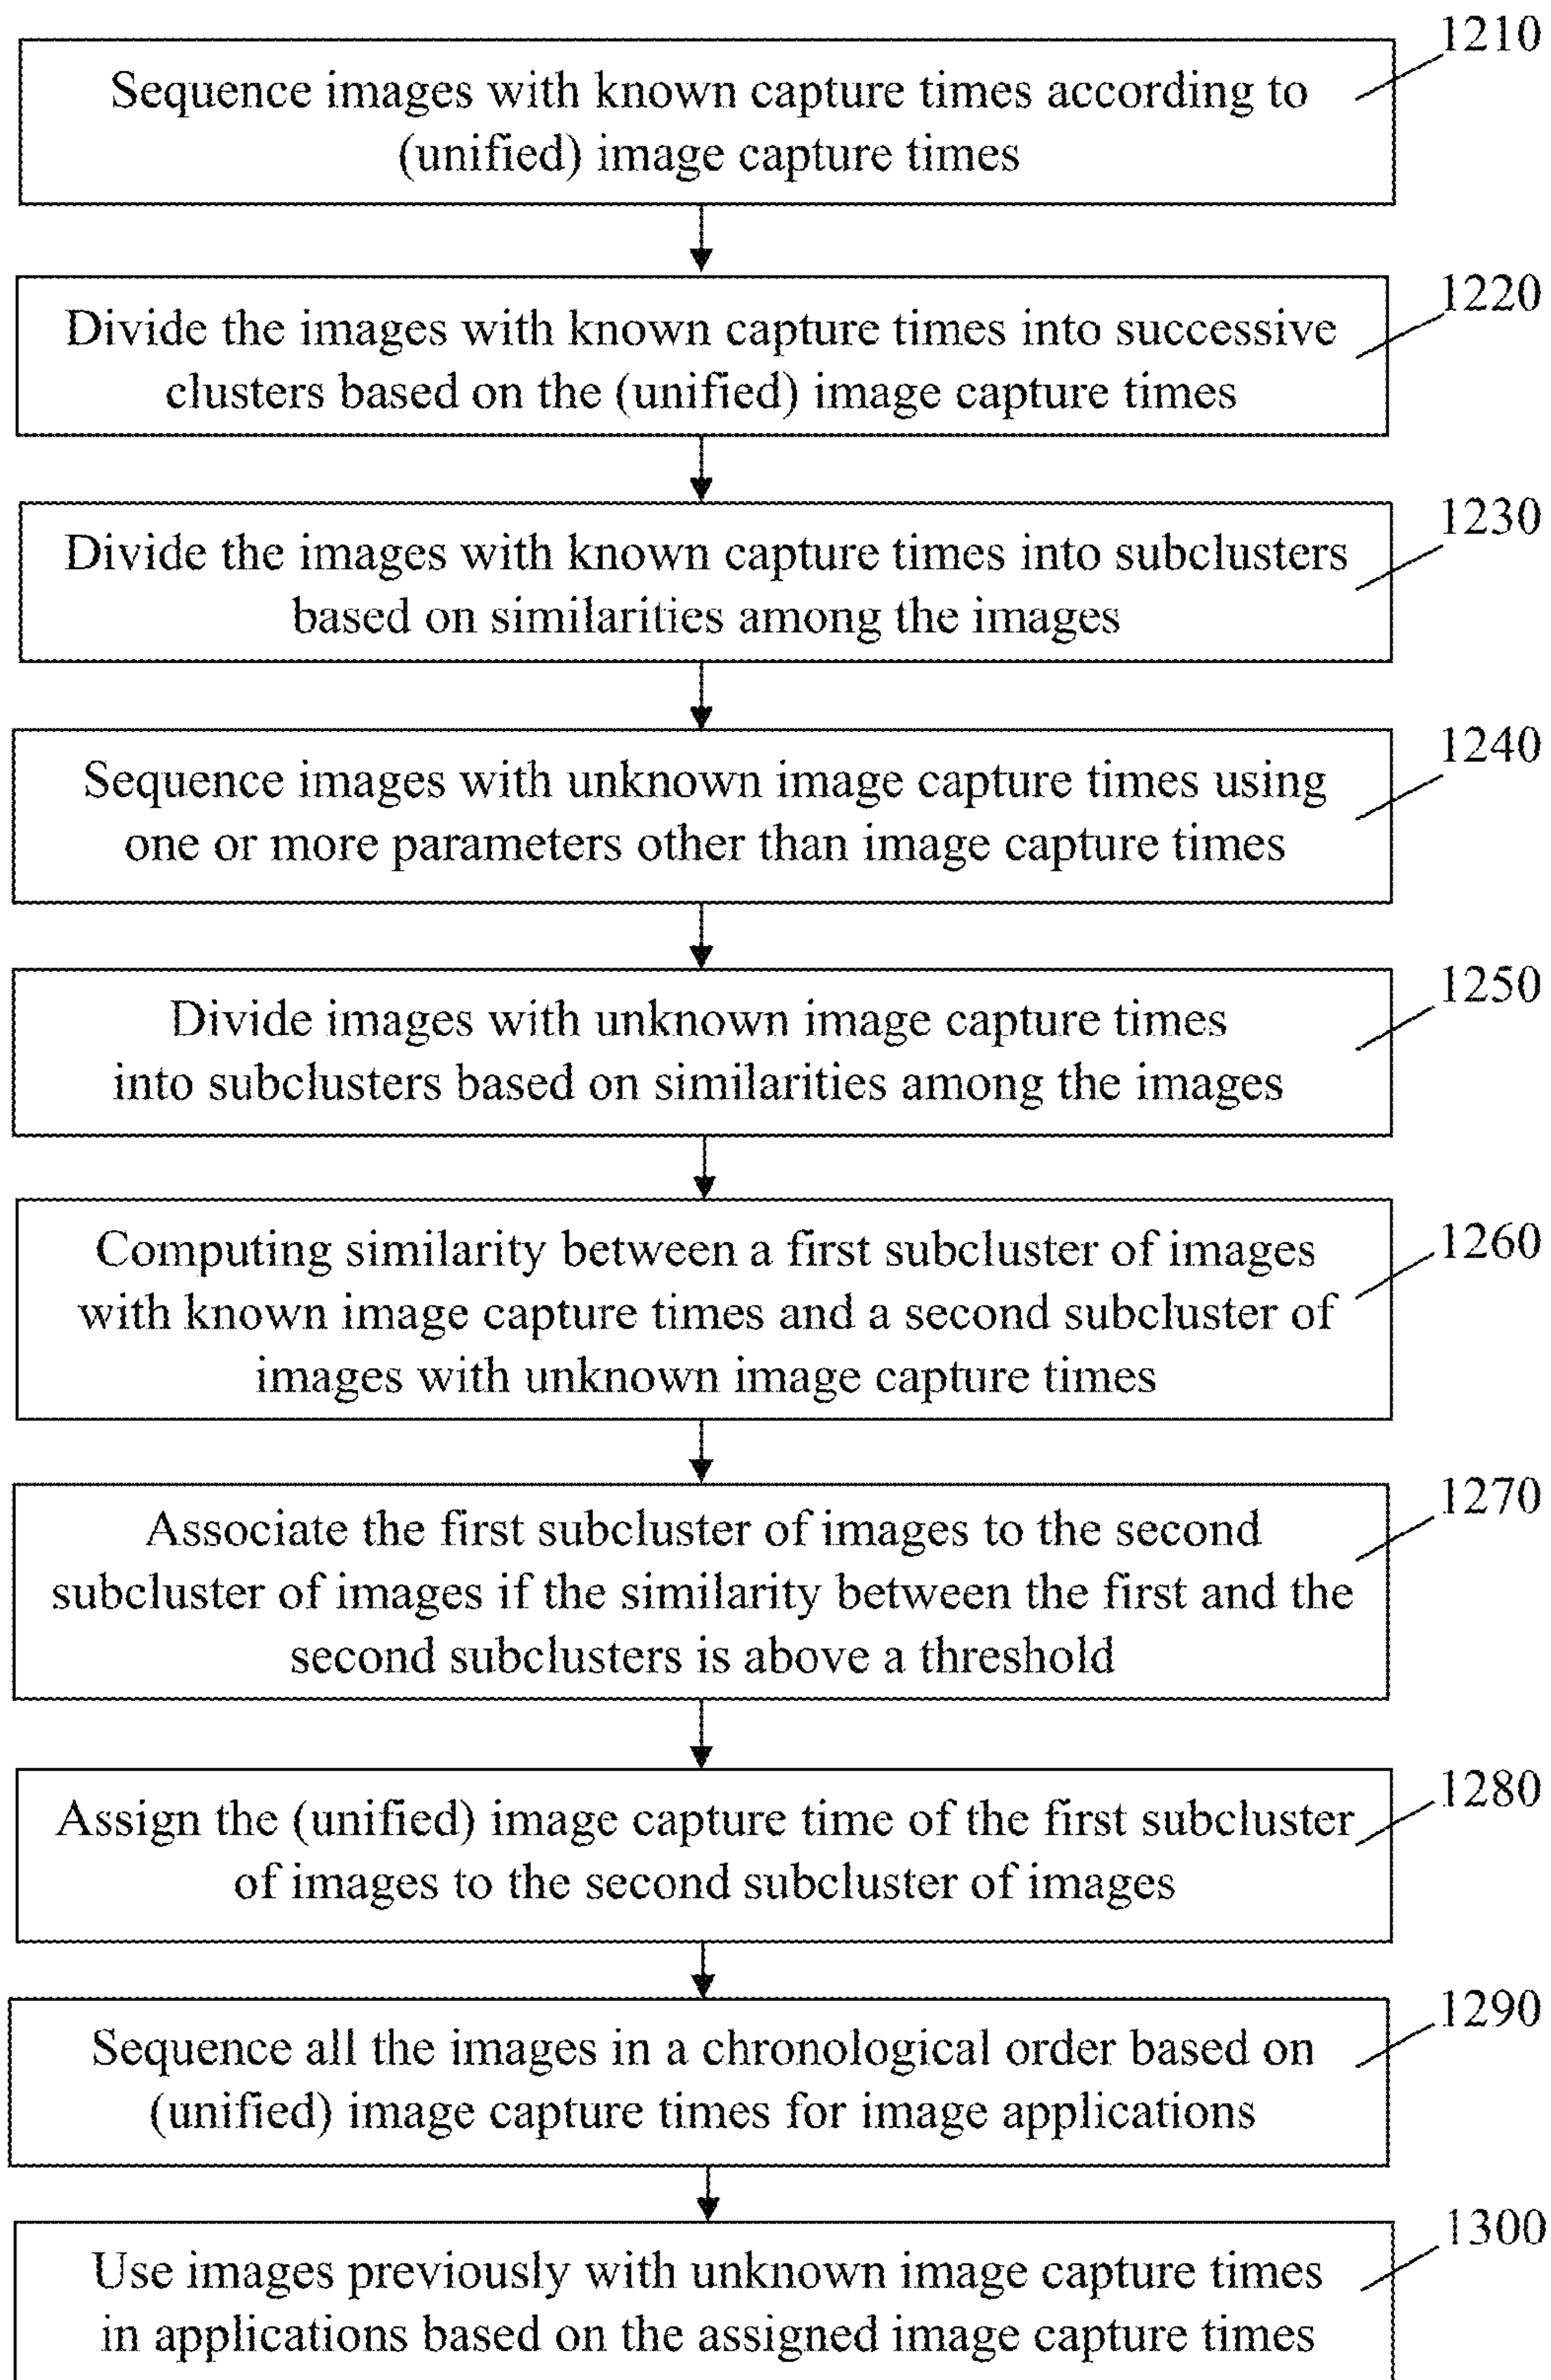 1210
Sequence images with known capture times according to
(unified) image capture times
1220
Divide the images with known capture times into successive
clusters based on the (unified) image capture times
1230
Divide the images with known capture times into subclusters
based on similarities among the images
1240
Sequence images with unknown image capture times using
one or more parameters other than image capture times
1250
Divide images with unknown image capture times
into subclusters based on similarities among the images
1260
Computing similarity between a first subcluster of images
with known image capture times and a second subcluster of
images with unknown image capture times
1270
Associate the first subcluster of images to the second
subcluster of images if the similarity between the first and the
second subclusters is above a threshold
1280
Assign the (unified) image capture time of the first subcluster
of images to the second subcluster of images
1290
Sequence all the images in a chronological order based on
(unified) image capture times for image applications
1300
Use images previously with unknown image capture times
in applications based on the assigned image capture times